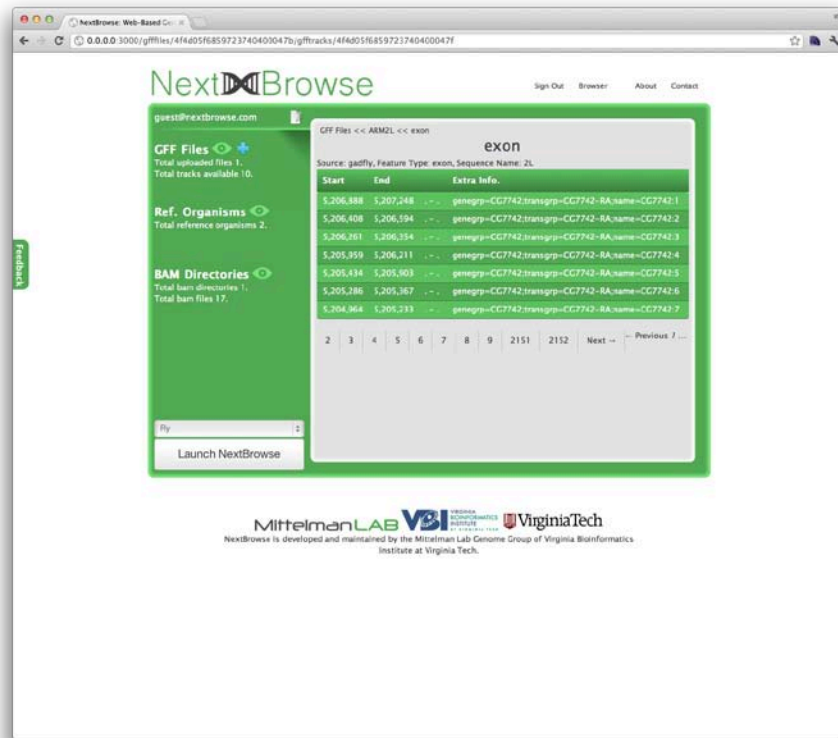 NextBrowse: Web-Based Ge
0.0.0.0:3000/gfffiles/4f4d05f6859723740400047b/gfftracks/4f4d05f6859723740400047f
NextBrowse
Sign Out Browser About Contact
guest@nextbrowse.com
GFF Files
Total uploaded files 1.
Total tracks available 10.
Ref. Organisms
Total reference organisms 2.
BAM Directories
Total bam directories 1.
Total bam files 17.
Fly
Launch NextBrowse
Feedback
GFF Files << ARM2L << exon
exon
Source: gadfly, Feature Type: exon, Sequence Name: 2L
Start End Extra Info.
5,206,888 5,207,248 . - . genegrp=CG7742;transgrp=CG7742-RA;name=CG7742:1
5,206,408 5,206,594 . - . genegrp=CG7742;transgrp=CG7742-RA;name=CG7742:2
5,206,261 5,206,354 . - . genegrp=CG7742;transgrp=CG7742-RA;name=CG7742:3
5,205,959 5,206,211 . - . genegrp=CG7742;transgrp=CG7742-RA;name=CG7742:4
5,205,434 5,205,903 . - . genegrp=CG7742;transgrp=CG7742-RA;name=CG7742:5
5,205,286 5,205,367 . - . genegrp=CG7742;transgrp=CG7742-RA;name=CG7742:6
5,204,964 5,205,233 . - . genegrp=CG7742;transgrp=CG7742-RA;name=CG7742:7
2 3 4 5 6 7 8 9 2151 2152 Next → ← Previous 1 …
MittelmanLAB VBI VIRGINIA BIOINFORMATICS INSTITUTE AT VIRGINIA TECH VirginiaTech
NextBrowse is developed and maintained by the Mittelman Lab Genome Group of Virginia Bioinformatics
Institute at Virginia Tech.